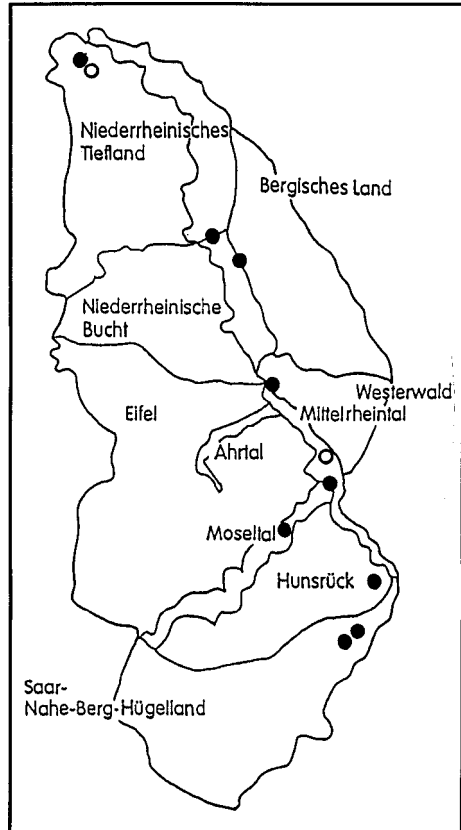 Niederrheinisches
Tiefland
Bergisches Land
Niederrheinische
Bucht
Westerwald
Eifel
Mittelrheintal
Ahrtal
Moseltal
Hunsrück
Saar-
Nahe-Berg-Hügelland